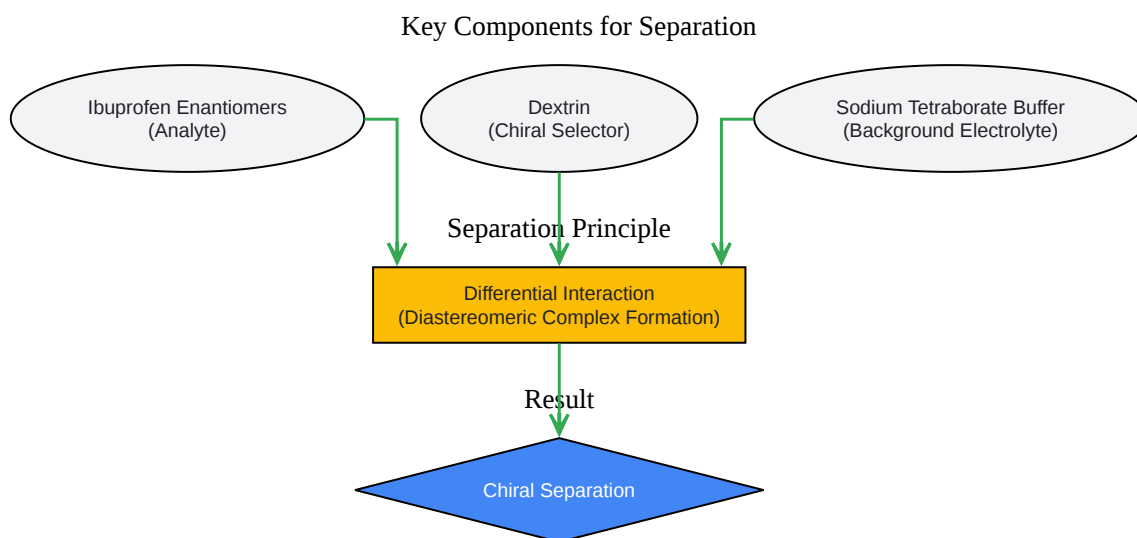 Key Components for Separation
Ibuprofen Enantiomers
(Analyte)
Dextrin
(Chiral Selector)
Sodium Tetraborate Buffer
(Background Electrolyte)
Separation Principle
Differential Interaction
(Diastereomeric Complex Formation)
Result
Chiral Separation